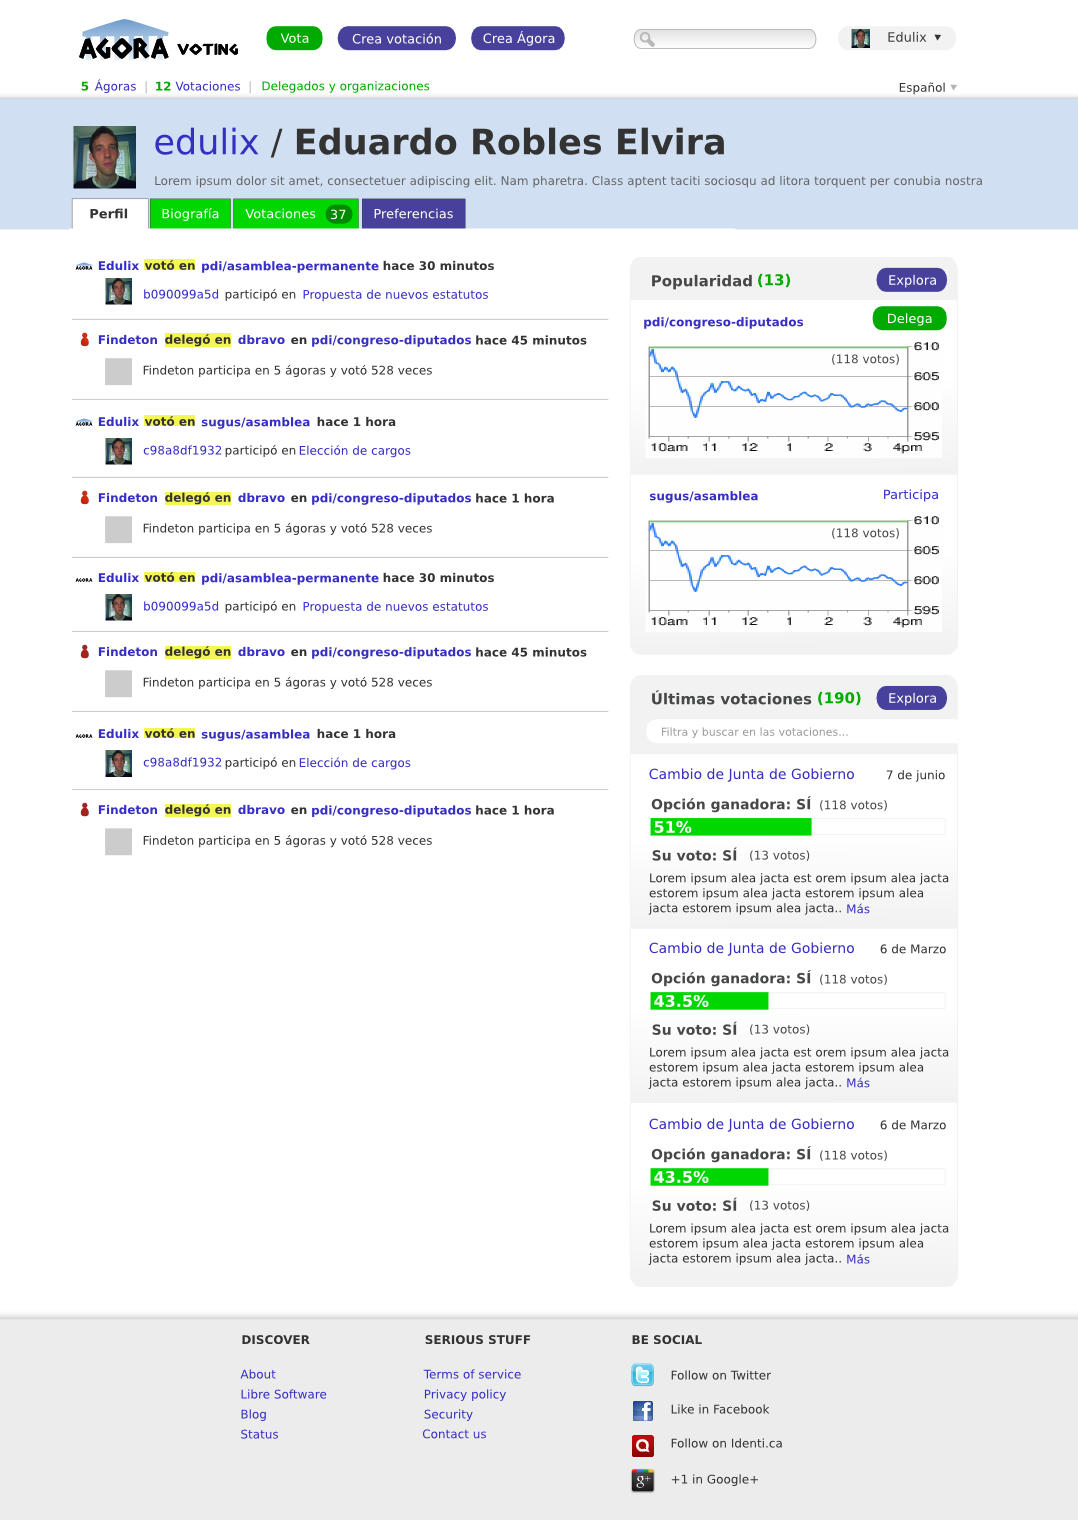 AGORA VOTING
Vota
Crea votación
Crea Ágora
Edulix ▼
5 Ágoras | 12 Votaciones | Delegados y organizaciones
Español ▼
edulix / Eduardo Robles Elvira
Lorem ipsum dolor sit amet, consectetuer adipiscing elit. Nam pharetra. Class aptent taciti sociosqu ad litora torquent per conubia nostra
Perfil
Biografía
Votaciones 37
Preferencias
AGORA
Edulix votó en pdi/asamblea-permanente hace 30 minutos
b090099a5d participó en Propuesta de nuevos estatutos
Findeton delegó en dbravo en pdi/congreso-diputados hace 45 minutos
Findeton participa en 5 ágoras y votó 528 veces
AGORA
Edulix votó en sugus/asamblea hace 1 hora
c98a8df1932 participó en Elección de cargos
Findeton delegó en dbravo en pdi/congreso-diputados hace 1 hora
Findeton participa en 5 ágoras y votó 528 veces
AGORA
Edulix votó en pdi/asamblea-permanente hace 30 minutos
b090099a5d participó en Propuesta de nuevos estatutos
Findeton delegó en dbravo en pdi/congreso-diputados hace 45 minutos
Findeton participa en 5 ágoras y votó 528 veces
AGORA
Edulix votó en sugus/asamblea hace 1 hora
c98a8df1932 participó en Elección de cargos
Findeton delegó en dbravo en pdi/congreso-diputados hace 1 hora
Findeton participa en 5 ágoras y votó 528 veces
Popularidad (13)
Explora
pdi/congreso-diputados
Delega
(118 votos)
610
605
600
595
10am 11 12 1 2 3 4pm
sugus/asamblea
Participa
(118 votos)
610
605
600
595
10am 11 12 1 2 3 4pm
Últimas votaciones (190)
Explora
Filtra y buscar en las votaciones...
Cambio de Junta de Gobierno 7 de junio
Opción ganadora: SÍ (118 votos)
51%
Su voto: SÍ (13 votos)
Lorem ipsum alea jacta est orem ipsum alea jacta
estorem ipsum alea jacta estorem ipsum alea
jacta estorem ipsum alea jacta.. Más
Cambio de Junta de Gobierno 6 de Marzo
Opción ganadora: SÍ (118 votos)
43.5%
Su voto: SÍ (13 votos)
Lorem ipsum alea jacta est orem ipsum alea jacta
estorem ipsum alea jacta estorem ipsum alea
jacta estorem ipsum alea jacta.. Más
Cambio de Junta de Gobierno 6 de Marzo
Opción ganadora: SÍ (118 votos)
43.5%
Su voto: SÍ (13 votos)
Lorem ipsum alea jacta est orem ipsum alea jacta
estorem ipsum alea jacta estorem ipsum alea
jacta estorem ipsum alea jacta.. Más
DISCOVER
About
Libre Software
Blog
Status
SERIOUS STUFF
Terms of service
Privacy policy
Security
Contact us
BE SOCIAL
Follow on Twitter
Like in Facebook
Follow on Identi.ca
g+ +1 in Google+